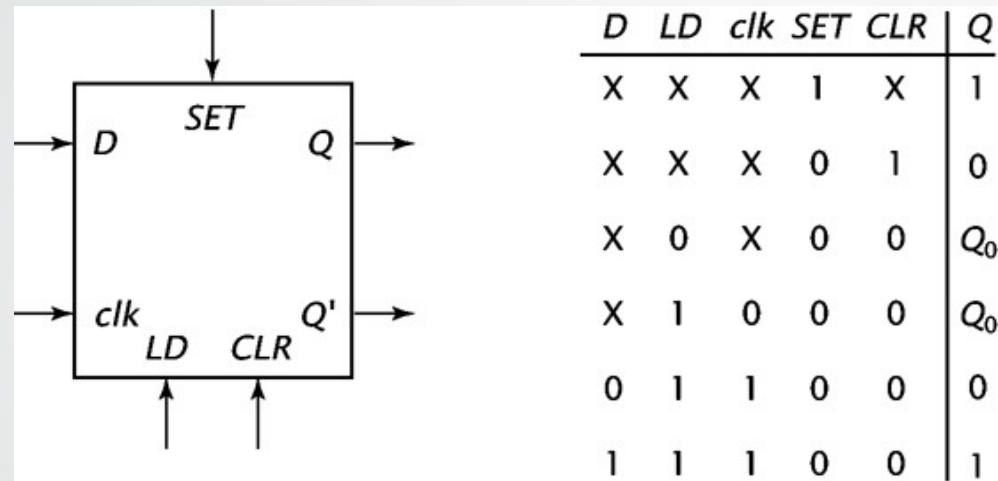 SET
D Q
clk Q'
LD CLR
D LD clk SET CLR Q
X X X 1 X 1
X X X 0 1 0
X 0 X 0 0 Q₀
X 1 0 0 0 Q₀
0 1 1 0 0 0
1 1 1 0 0 1